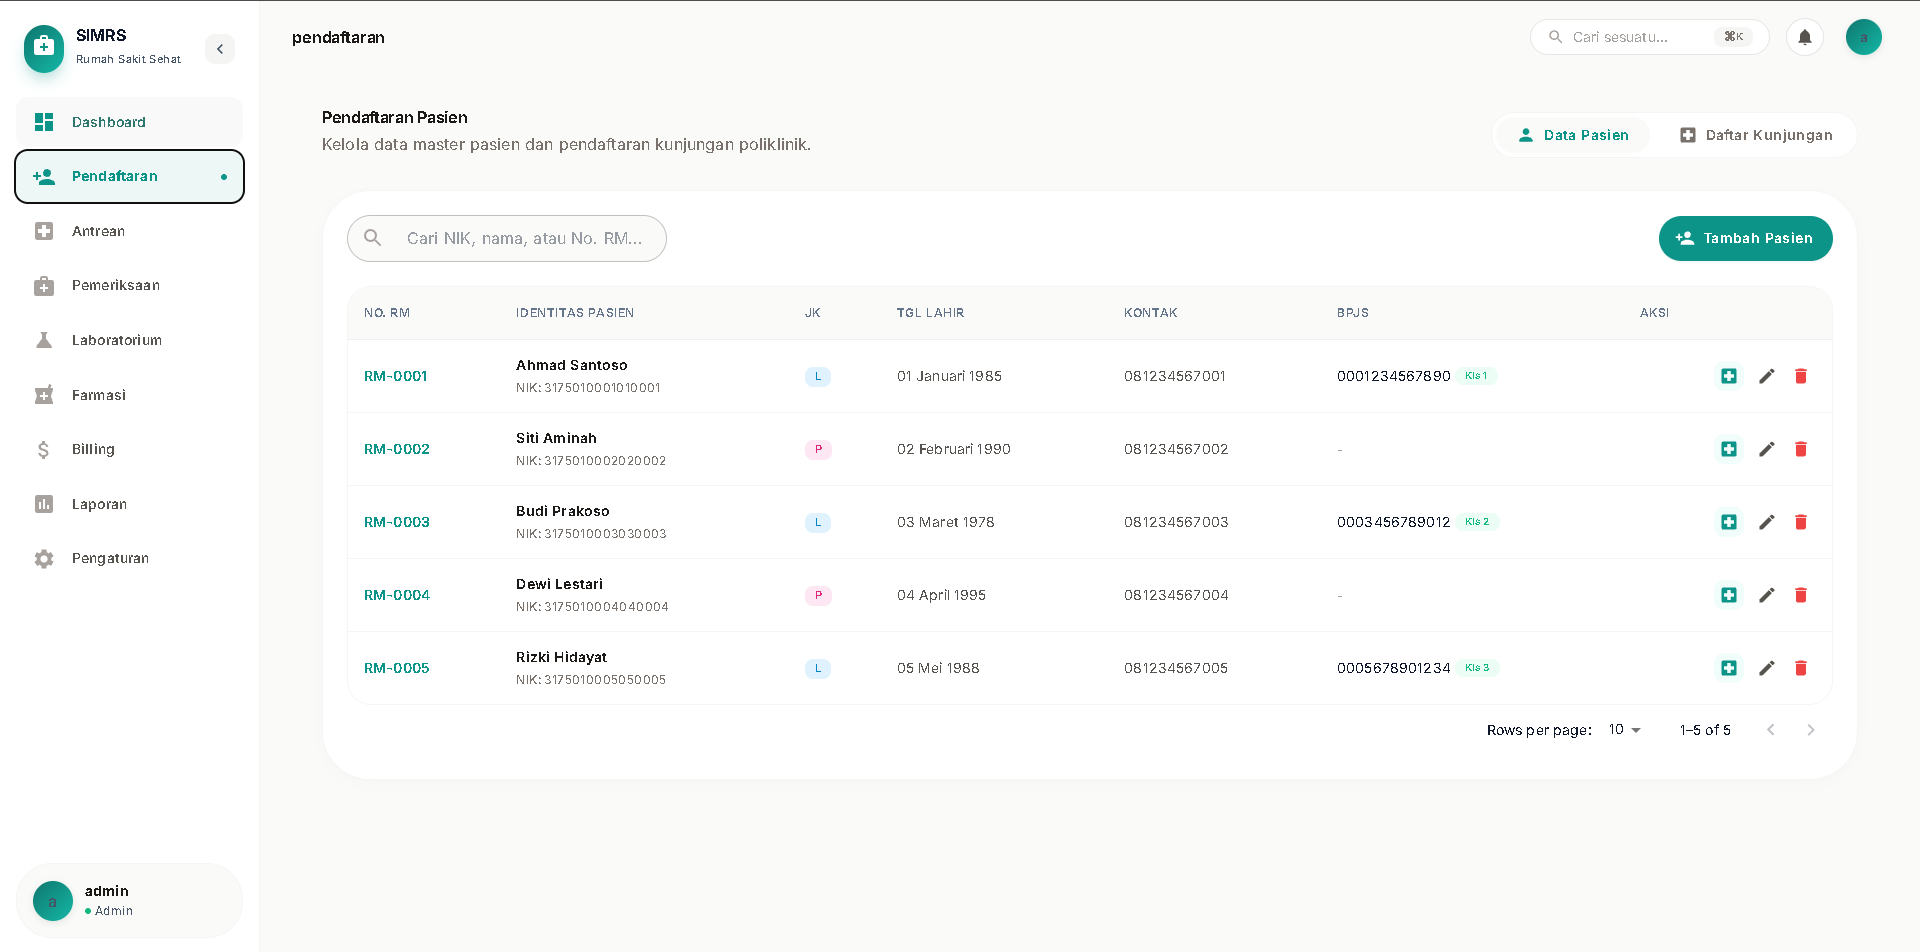 SIMRS
Rumah Sakit Sehat
Dashboard
Pendaftaran
Antrean
Pemeriksaan
Laboratorium
Farmasi
Billing
Laporan
Pengaturan
a
admin
Admin
pendaftaran
Cari sesuatu...
⌘K
a
Pendaftaran Pasien
Kelola data master pasien dan pendaftaran kunjungan poliklinik.
Data Pasien
Daftar Kunjungan
Cari NIK, nama, atau No. RM...
Tambah Pasien
NO. RM IDENTITAS PASIEN JK TGL LAHIR KONTAK BPJS AKSI
RM-0001 Ahmad Santoso L 01 Januari 1985 081234567001 0001234567890 Kls 1
NIK: 3175010001010001
RM-0002 Siti Aminah P 02 Februari 1990 081234567002 -
NIK: 3175010002020002
RM-0003 Budi Prakoso L 03 Maret 1978 081234567003 0003456789012 Kls 2
NIK: 3175010003030003
RM-0004 Dewi Lestari P 04 April 1995 081234567004 -
NIK: 3175010004040004
RM-0005 Rizki Hidayat L 05 Mei 1988 081234567005 0005678901234 Kls 3
NIK: 3175010005050005
Rows per page: 10 1–5 of 5